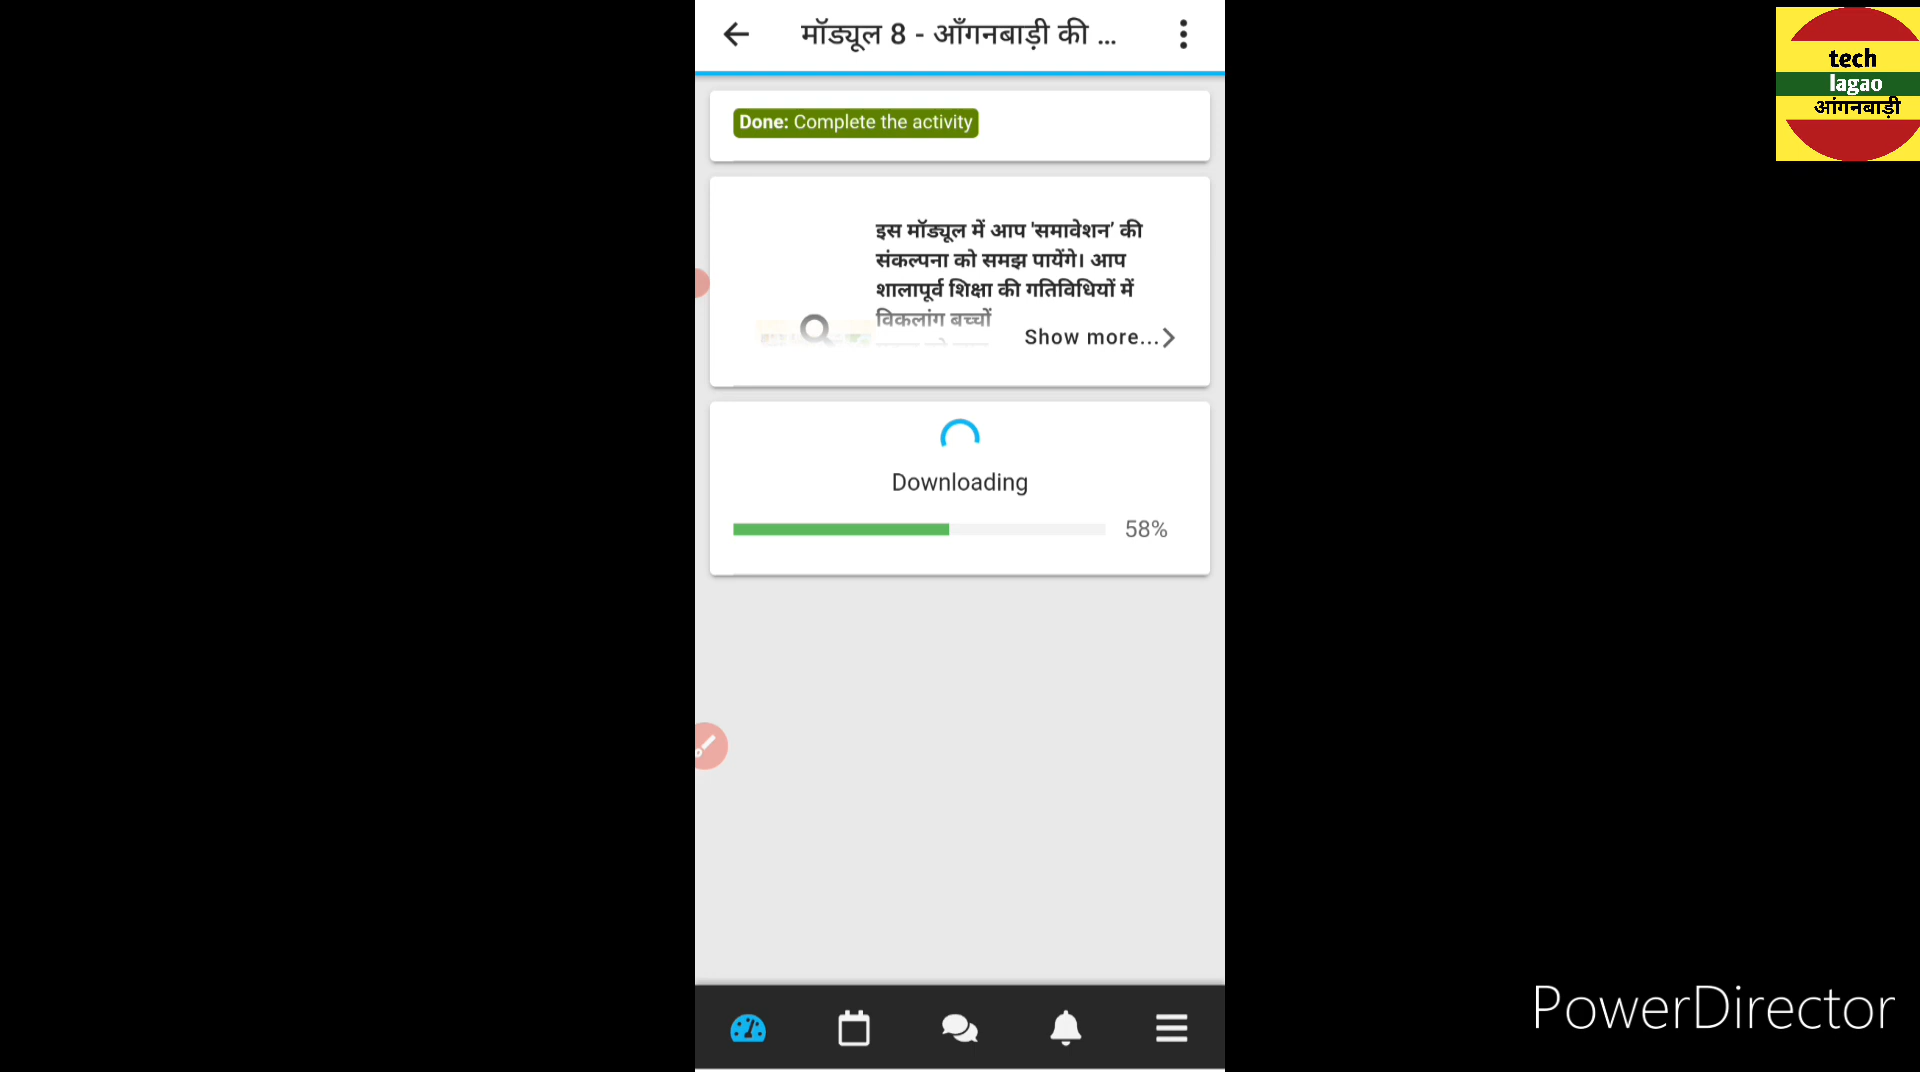 मॉड्यूल 8 - आँगनबाड़ी की ...
tech
lagao
आंगनबाड़ी
Done: Complete the activity
इस मॉड्यूल में आप 'समावेशन' की
संकल्पना को समझ पायेंगे। आप
शालापूर्व शिक्षा की गतिविधियों में
विकलांग बच्चों
Show more...
Downloading
58%
PowerDirector